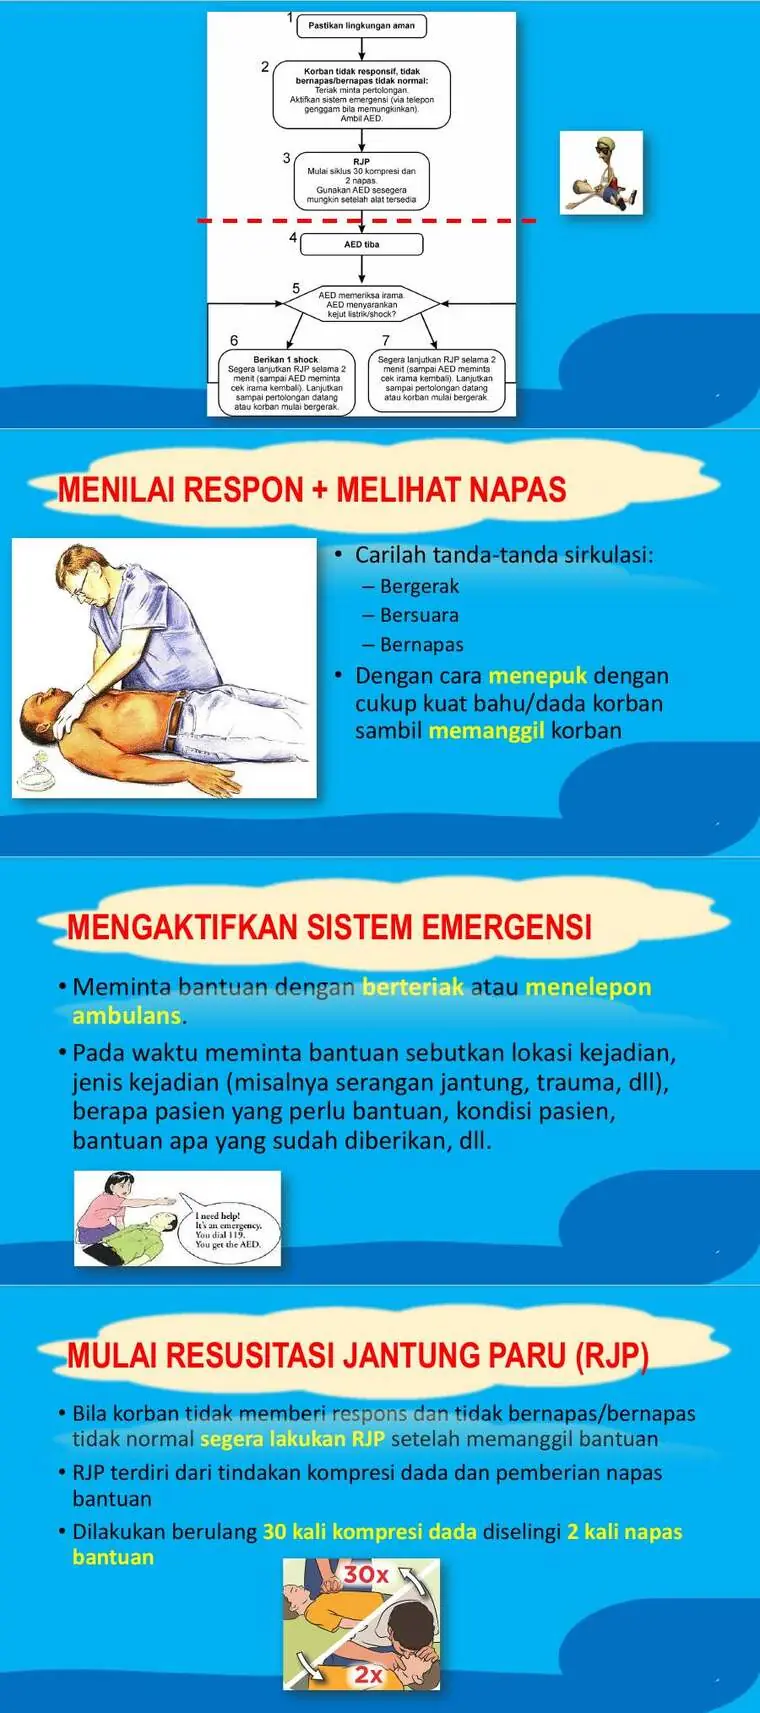 1
Pastikan lingkungan aman
2
Korban tidak responsif, tidak
bernapas/bernapas tidak normal:
Teriak minta pertolongan.
Aktifkan sistem emergensi (via telepon
genggam bila memungkinkan).
Ambil AED.
3
RJP
Mulai siklus 30 kompresi dan
2 napas.
Gunakan AED sesegera
mungkin setelah alat tersedia
4
AED tiba
5
AED memeriksa irama.
AED menyarankan
kejut listrik/shock?
6
Berikan 1 shock
Segera lanjutkan RJP selama 2
menit (sampai AED meminta
cek irama kembali). Lanjutkan
sampai pertolongan datang
atau korban mulai bergerak.
7
Segera lanjutkan RJP selama 2
menit (sampai AED meminta
cek irama kembali). Lanjutkan
sampai pertolongan datang
atau korban mulai bergerak.
MENILAI RESPON + MELIHAT NAPAS
• Carilah tanda-tanda sirkulasi:
– Bergerak
– Bersuara
– Bernapas
• Dengan cara menepuk dengan
cukup kuat bahu/dada korban
sambil memanggil korban
MENGAKTIFKAN SISTEM EMERGENSI
• Meminta bantuan dengan berteriak atau menelepon
ambulans.
• Pada waktu meminta bantuan sebutkan lokasi kejadian,
jenis kejadian (misalnya serangan jantung, trauma, dll),
berapa pasien yang perlu bantuan, kondisi pasien,
bantuan apa yang sudah diberikan, dll.
I need help!
It's an emergency.
You dial 119.
You get the AED.
MULAI RESUSITASI JANTUNG PARU (RJP)
• Bila korban tidak memberi respons dan tidak bernapas/bernapas
tidak normal segera lakukan RJP setelah memanggil bantuan
• RJP terdiri dari tindakan kompresi dada dan pemberian napas
bantuan
• Dilakukan berulang 30 kali kompresi dada diselingi 2 kali napas
bantuan
30x
2x